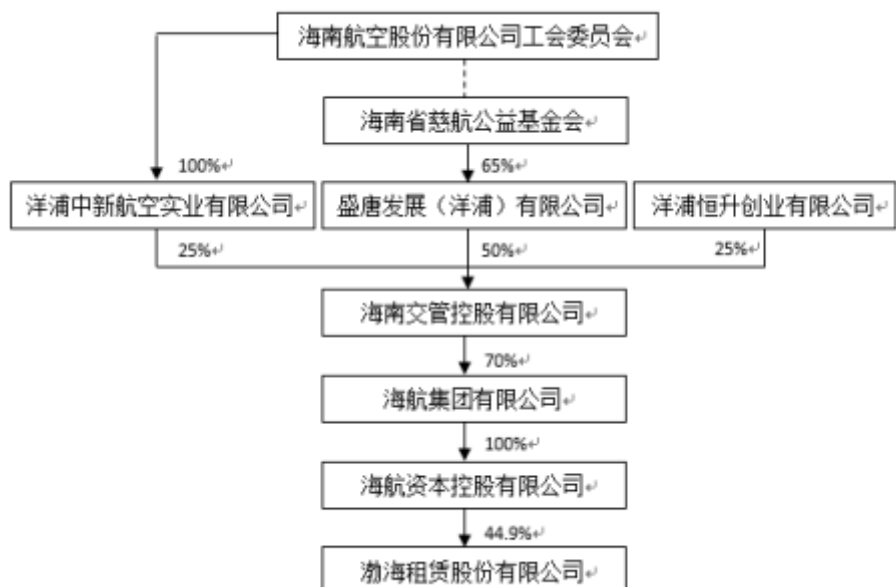 海南航空股份有限公司工会委员会↵
海南省慈航公益基金会↵
100%↵
65%↵
洋浦中新航空实业有限公司↵
盛唐发展（洋浦）有限公司↵
洋浦恒升创业有限公司↵
25%↵
50%↵
25%↵
海南交管控股有限公司↵
70%↵
海航集团有限公司↵
100%↵
海航资本控股有限公司↵
44.9%↵
渤海租赁股份有限公司↵